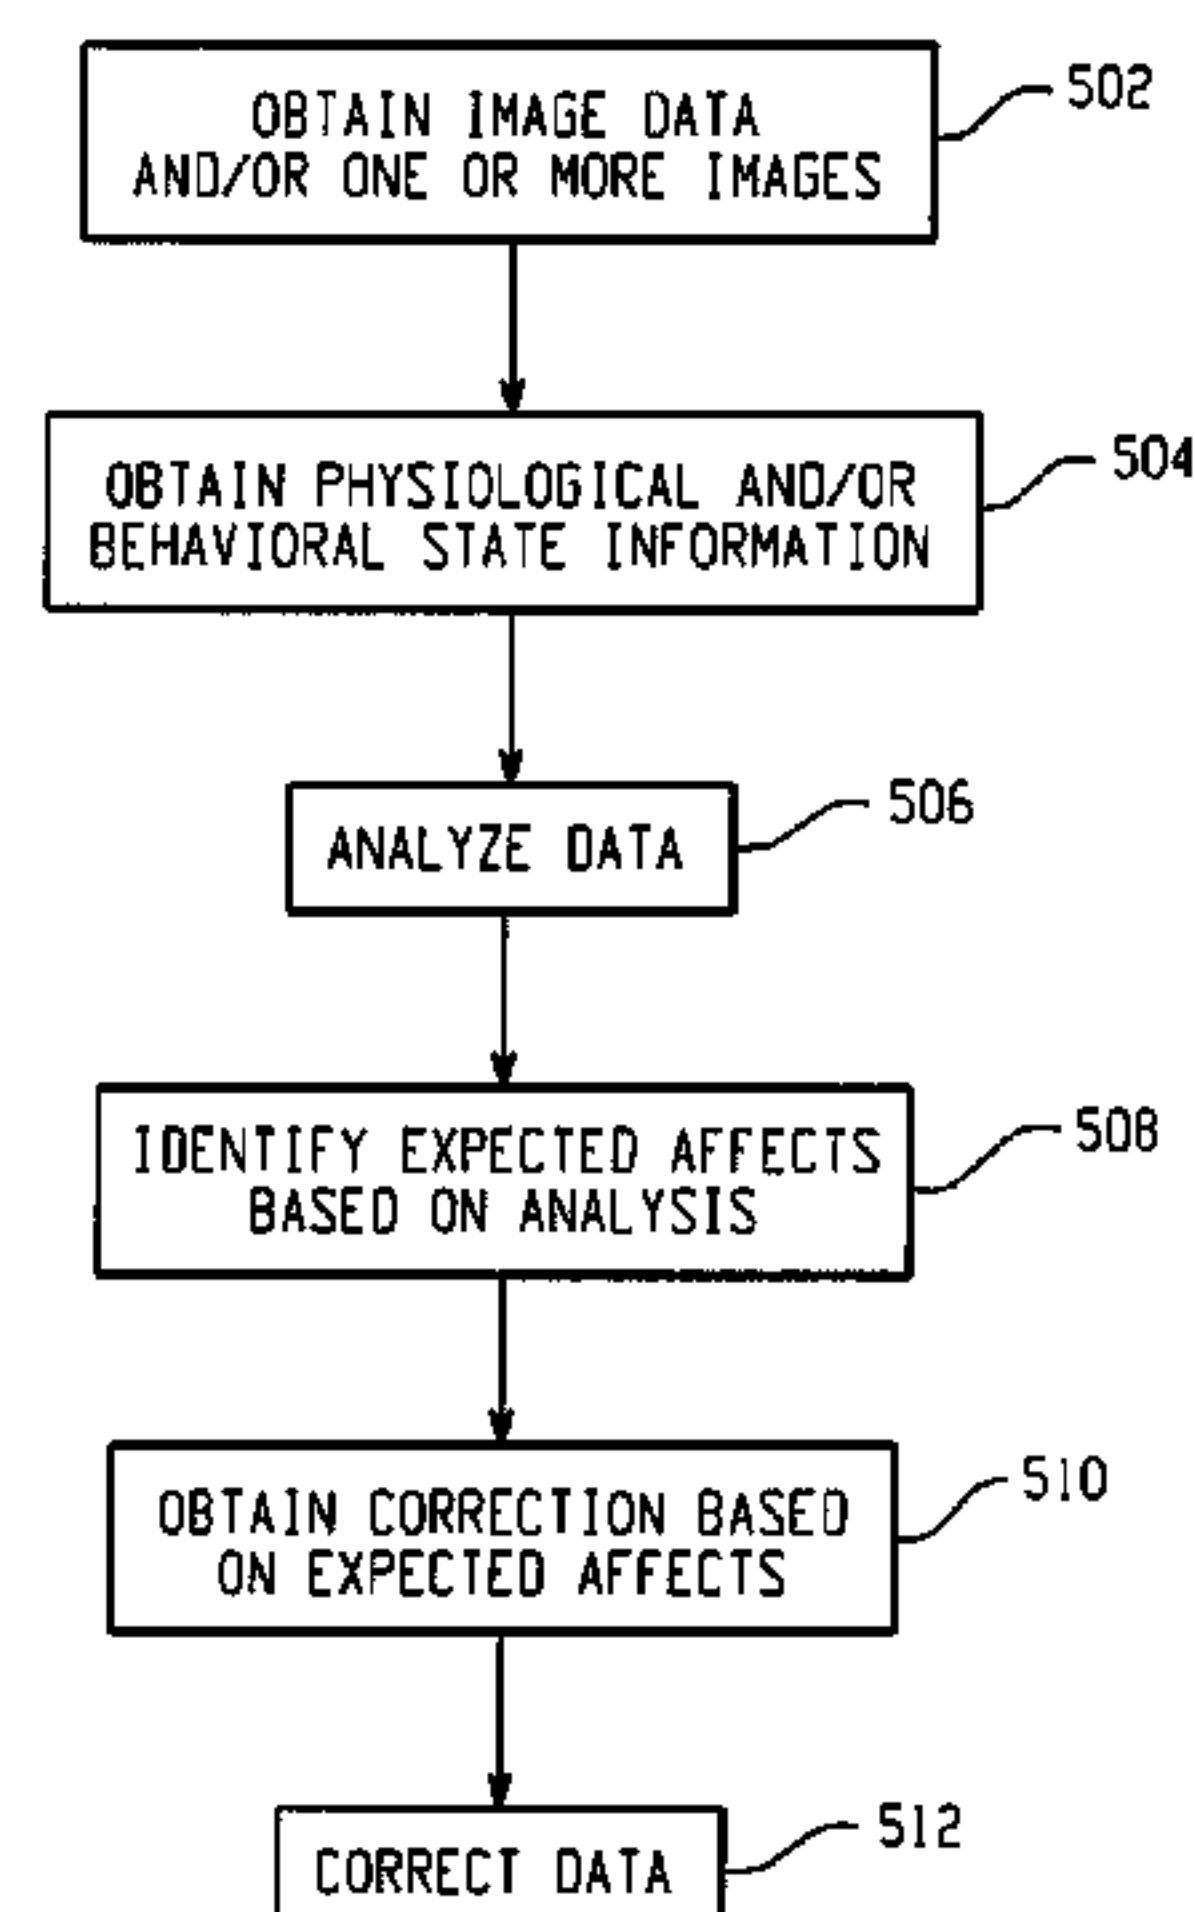 OBTAIN IMAGE DATA
AND/OR ONE OR MORE IMAGES
502
OBTAIN PHYSIOLOGICAL AND/OR
BEHAVIORAL STATE INFORMATION
504
ANALYZE DATA
506
IDENTIFY EXPECTED AFFECTS
BASED ON ANALYSIS
508
OBTAIN CORRECTION BASED
ON EXPECTED AFFECTS
510
CORRECT DATA
512